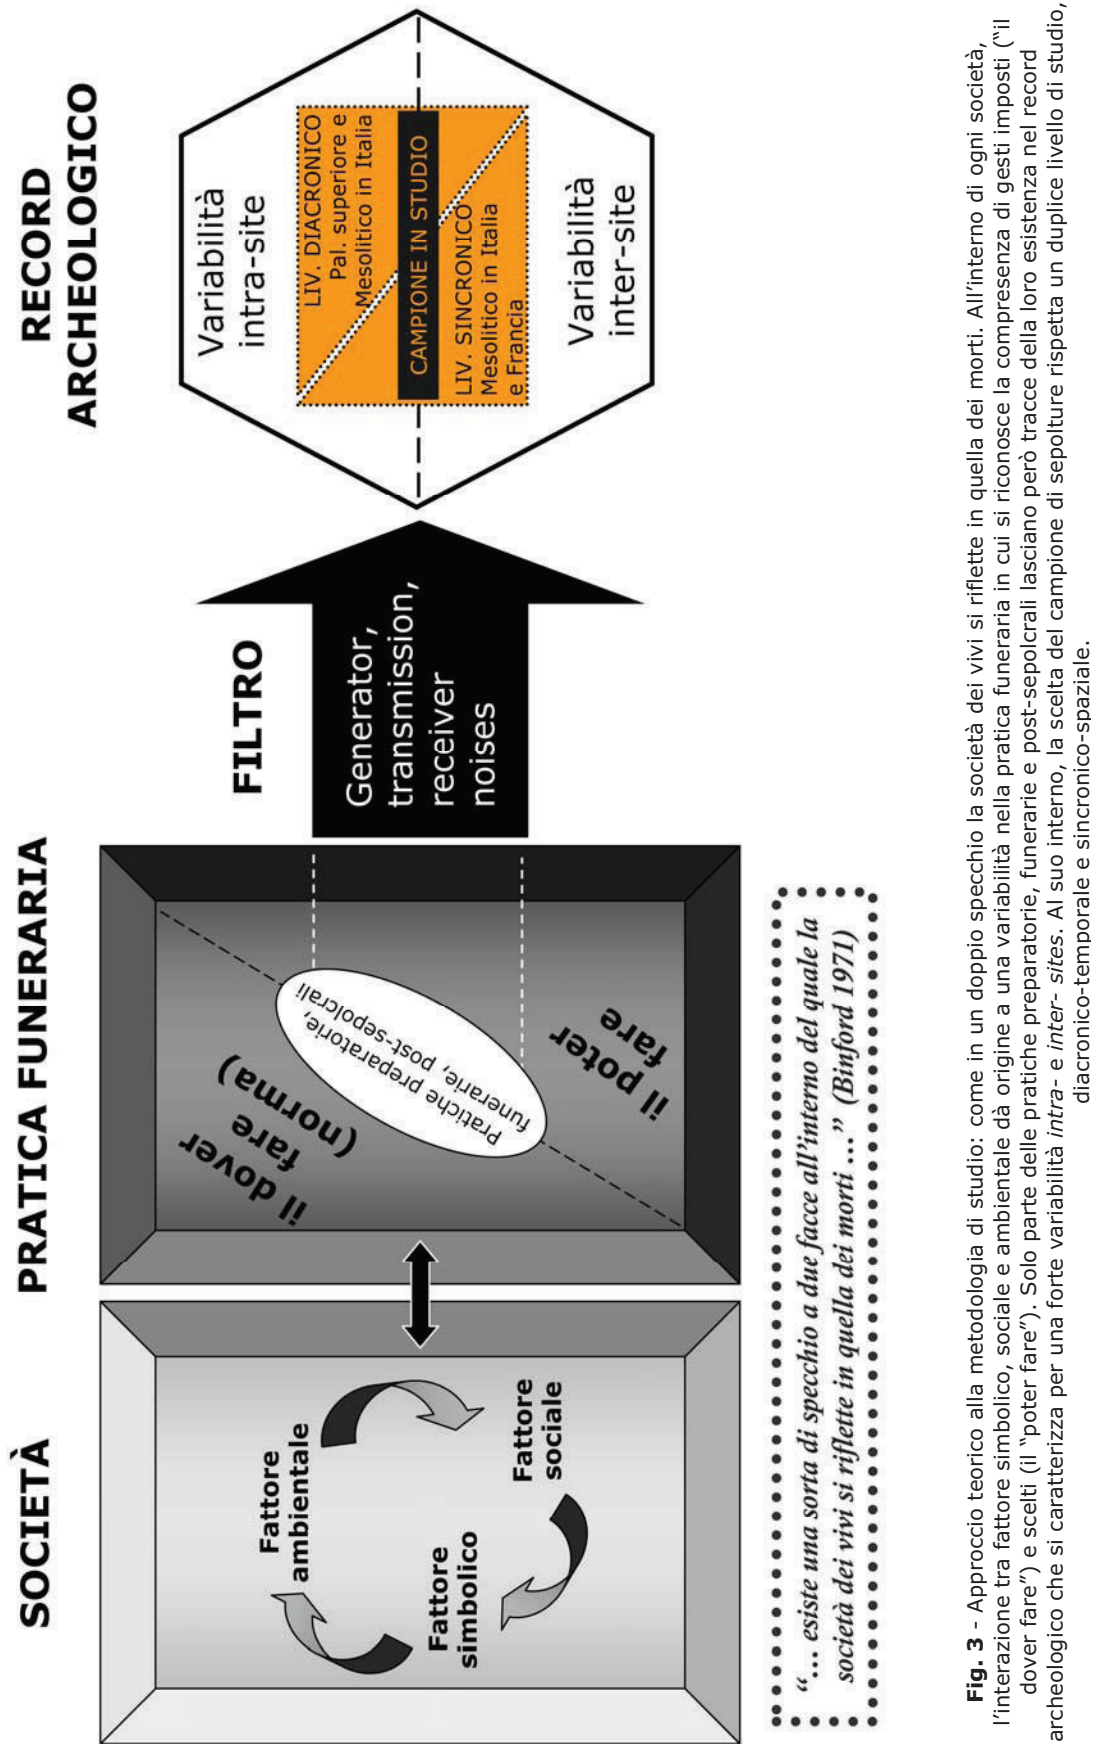 SOCIETÀ
Fattore
ambientale
Fattore
sociale
Fattore
simbolico
PRATICA FUNERARIA
il dover
fare
(norma)
Pratiche preparatorie,
funerarie, post-sepolcrali
il poter
fare
“... esiste una sorta di specchio a due facce all’interno del quale la
società dei vivi si riflette in quella dei morti ...” (Binford 1971)
FILTRO
Generator,
transmission,
receiver
noises
RECORD
ARCHEOLOGICO
Variabilità
intra-site
LIV. DIACRONICO
Pal. superiore e
Mesolitico in Italia
CAMPIONE IN STUDIO
LIV. SINCRONICO
Mesolitico in Italia
e Francia
Variabilità
inter-site
Fig. 3 - Approccio teorico alla metodologia di studio: come in un doppio specchio la società dei vivi si riflette in quella dei morti. All’interno di ogni società,
l’interazione tra fattore simbolico, sociale e ambientale dà origine a una variabilità nella pratica funeraria in cui si riconosce la compresenza di gesti imposti (“il
dover fare”) e scelti (il “poter fare”). Solo parte delle pratiche preparatorie, funerarie e post-sepolcrali lasciano però tracce della loro esistenza nel record
archeologico che si caratterizza per una forte variabilità intra- e inter- sites. Al suo interno, la scelta del campione di sepolture rispetta un duplice livello di studio,
diacronico-temporale e sincronico-spaziale.